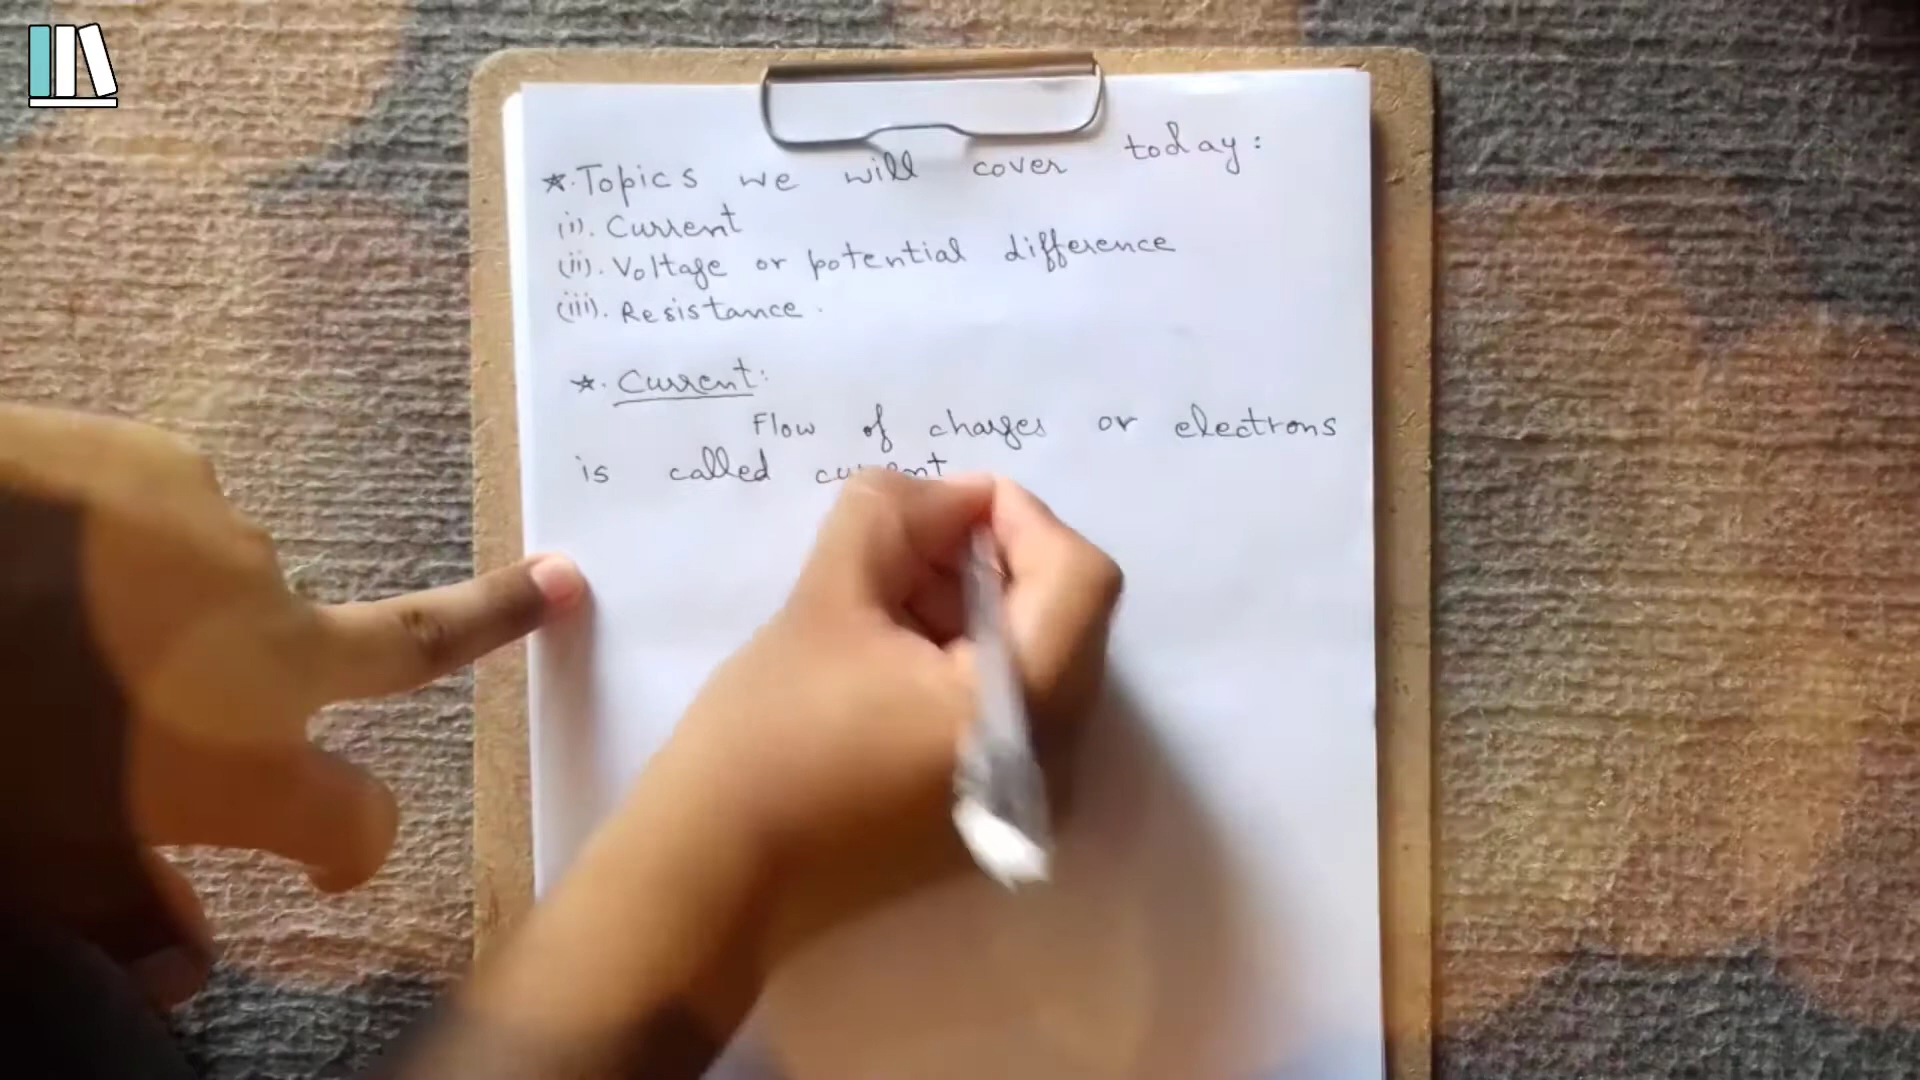 ★. Topics we will cover today:
(i). Current
(ii). Voltage or potential difference
(iii). Resistance.
★. Current:
Flow of charges or electrons
is called current